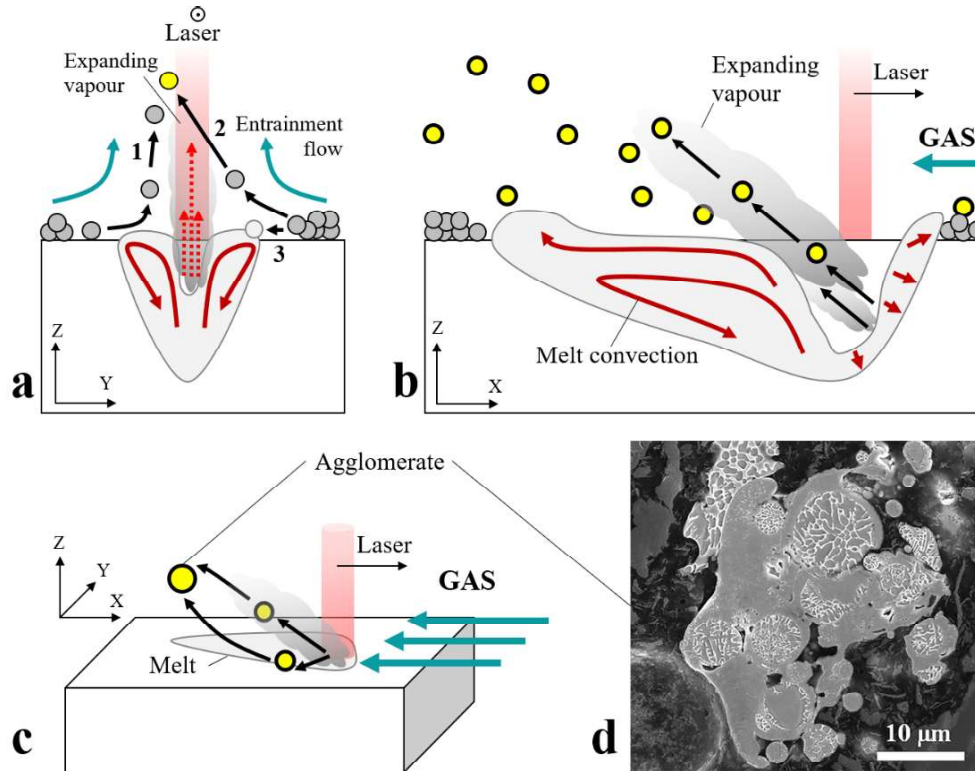 Laser
Expanding
vapour
2
Entrainment
flow
1
3
Z
Y
a
Expanding
vapour
Laser
GAS
Melt convection
Z
X
b
Agglomerate
Z
Y
X
Laser
GAS
Melt
c
d
10 µm